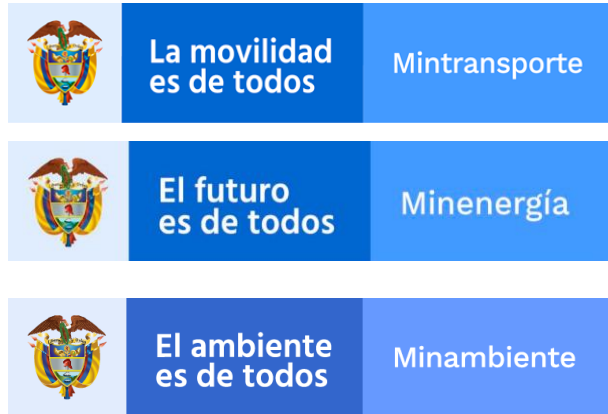 La movilidad
es de todos
Mintransporte
El futuro
es de todos
Minenergía
El ambiente
es de todos
Minambiente